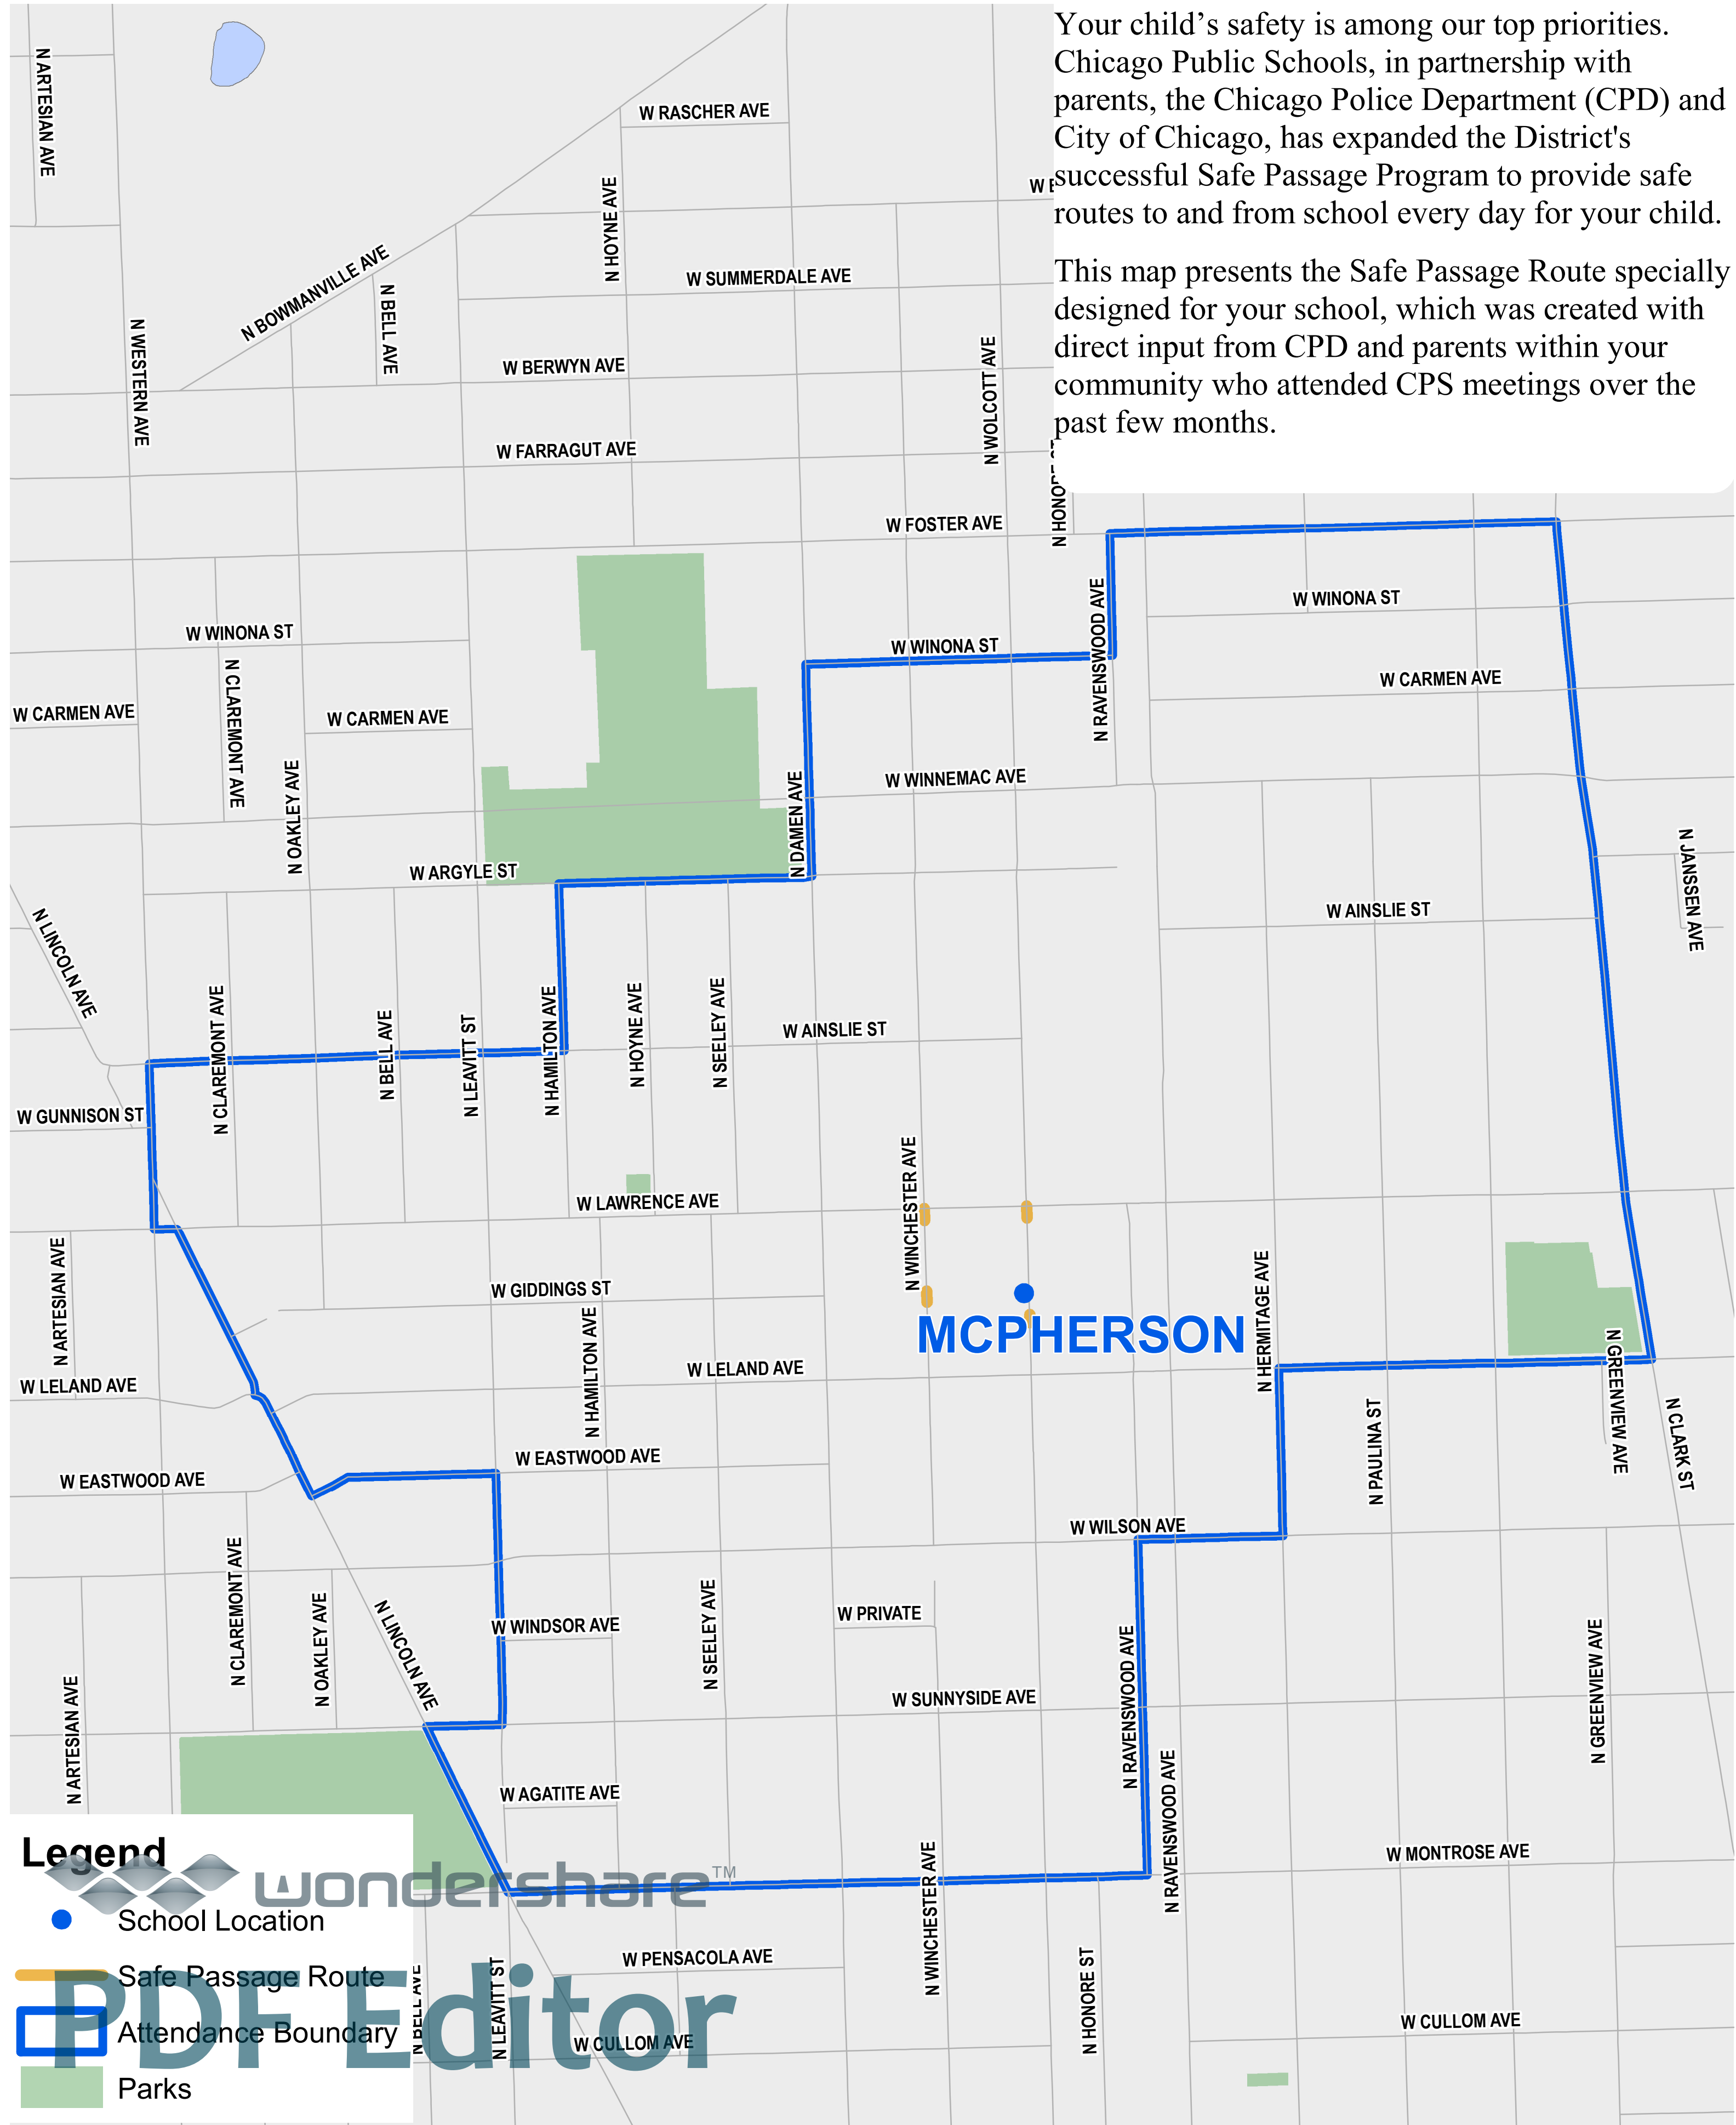 Your child’s safety is among our top priorities.
Chicago Public Schools, in partnership with
parents, the Chicago Police Department (CPD) and
City of Chicago, has expanded the District's
successful Safe Passage Program to provide safe
routes to and from school every day for your child.
This map presents the Safe Passage Route specially
designed for your school, which was created with
direct input from CPD and parents within your
community who attended CPS meetings over the
past few months.
N ARTESIAN AVE
W RASCHER AVE
N HOYNE AVE
N BOWMANVILLE AVE
N BELL AVE
W SUMMERDALE AVE
N WESTERN AVE
W BERWYN AVE
N WOLCOTT AVE
W FARRAGUT AVE
W FOSTER AVE
W WINONA ST
W WINONA ST
W WINONA ST
N RAVENSWOOD AVE
N CLAREMONT AVE
W CARMEN AVE
W CARMEN AVE
W CARMEN AVE
N OAKLEY AVE
W WINNEMAC AVE
N DAMEN AVE
W ARGYLE ST
N JANSSEN AVE
W AINSLIE ST
N LINCOLN AVE
N CLAREMONT AVE
N BELL AVE
N LEAVITT ST
N HAMILTON AVE
N HOYNE AVE
N SEELEY AVE
W AINSLIE ST
W GUNNISON ST
N WINCHESTER AVE
W LAWRENCE AVE
N ARTESIAN AVE
W GIDDINGS ST
N HERMITAGE AVE
MCPHERSON
N HAMILTON AVE
W LELAND AVE
W LELAND AVE
N GREENVIEW AVE
N PAULINA ST
N CLARK ST
W EASTWOOD AVE
W EASTWOOD AVE
W WILSON AVE
N CLAREMONT AVE
N OAKLEY AVE
N LINCOLN AVE
W WINDSOR AVE
N SEELEY AVE
W PRIVATE
N RAVENSWOOD AVE
N GREENVIEW AVE
W SUNNYSIDE AVE
N ARTESIAN AVE
N RAVENSWOOD AVE
W AGATITE AVE
N WINCHESTER AVE
W MONTROSE AVE
W PENSACOLA AVE
N HONORE ST
N BELL AVE
N LEAVITT ST
W CULLOM AVE
W CULLOM AVE
Legend
wondershare™
School Location
Safe Passage Route
PDF Editor
Attendance Boundary
Parks